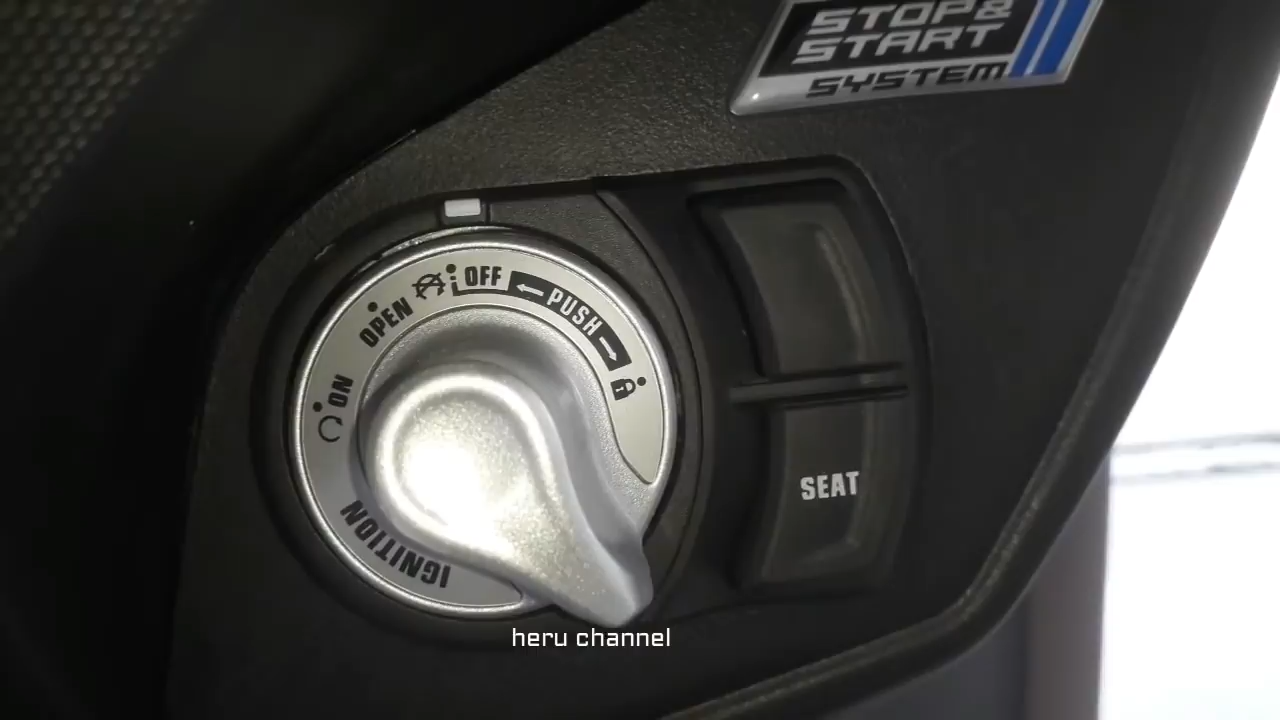 STOP&
START
SYSTEM
OFF
PUSH
OPEN
ON
IGNITION
SEAT
heru channel